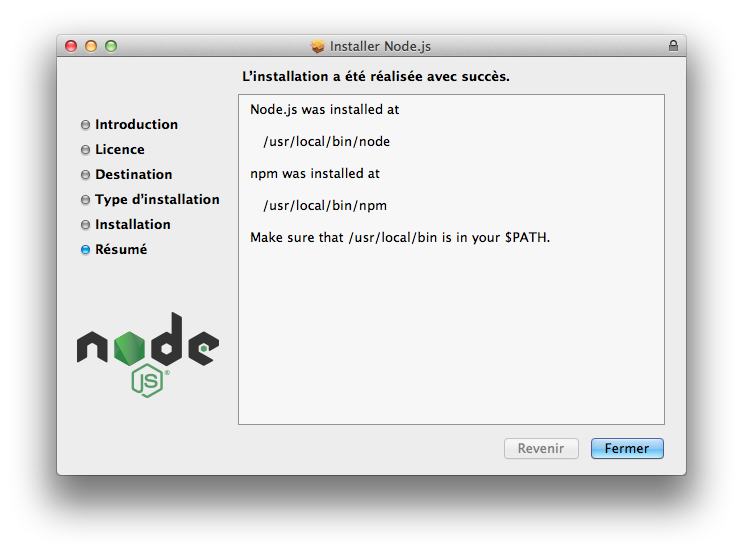 Installer Node.js
L'installation a été réalisée avec succès.
Introduction
Licence
Destination
Type d'installation
Installation
Résumé
Node.js was installed at
/usr/local/bin/node
npm was installed at
/usr/local/bin/npm
Make sure that /usr/local/bin is in your $PATH.
node
JS®
Revenir
Fermer